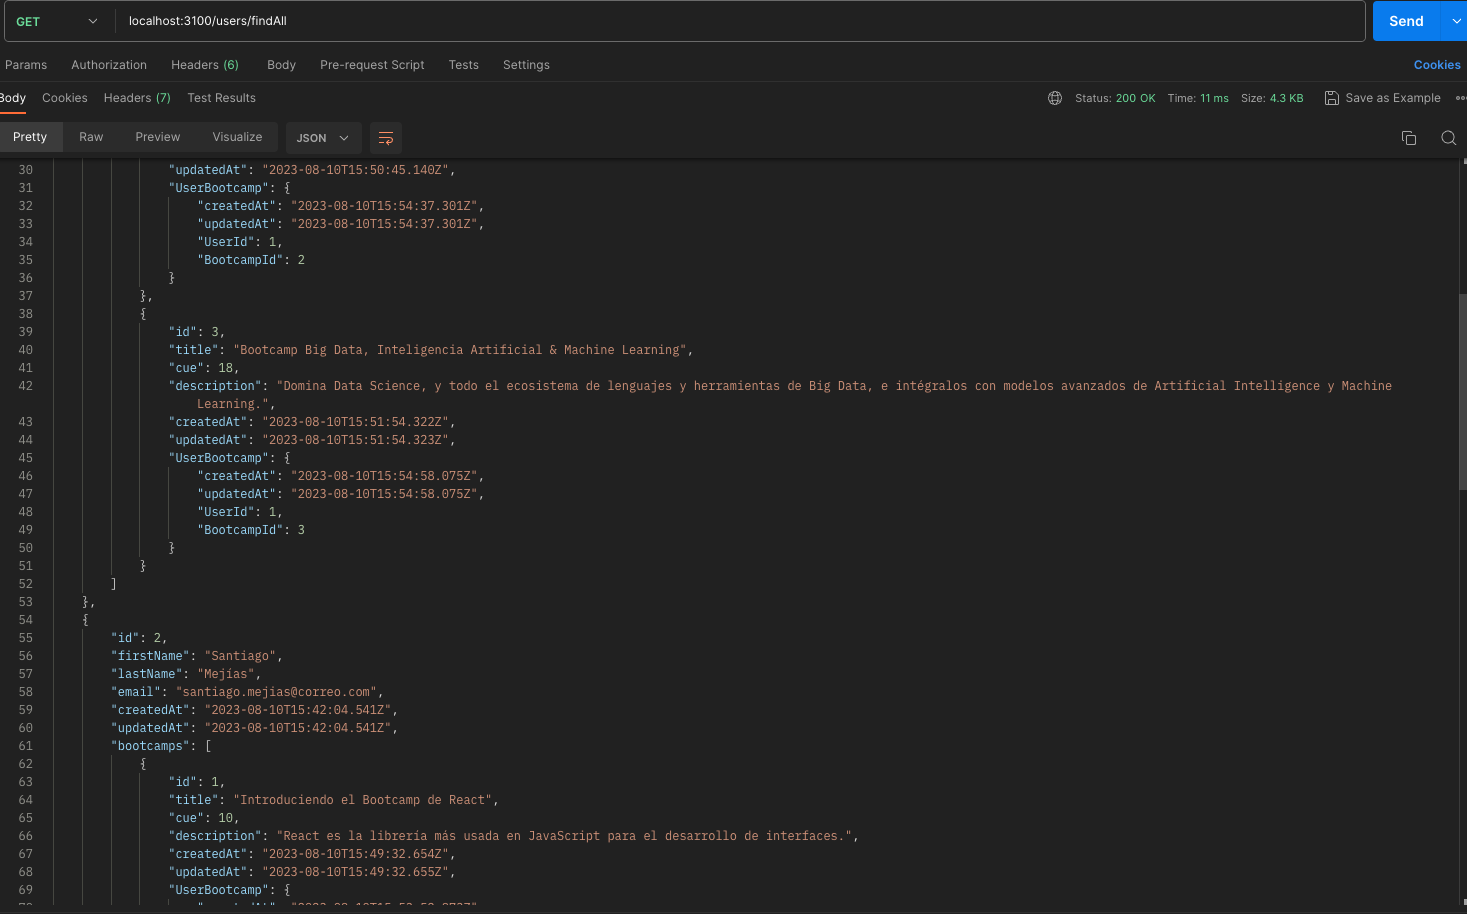 GET localhost:3100/users/findAll Send
Params Authorization Headers (6) Body Pre-request Script Tests Settings Cookies
Body Cookies Headers (7) Test Results Status: 200 OK Time: 11 ms Size: 4.3 KB Save as Example
Pretty Raw Preview Visualize JSON
30 "updatedAt": "2023-08-10T15:50:45.140Z",
31 "UserBootcamp": {
32 "createdAt": "2023-08-10T15:54:37.301Z",
33 "updatedAt": "2023-08-10T15:54:37.301Z",
34 "UserId": 1,
35 "BootcampId": 2
36 }
37 },
38 {
39 "id": 3,
40 "title": "Bootcamp Big Data, Inteligencia Artificial & Machine Learning",
41 "cue": 18,
42 "description": "Domina Data Science, y todo el ecosistema de lenguajes y herramientas de Big Data, e intégralos con modelos avanzados de Artificial Intelligence y Machine
Learning.",
43 "createdAt": "2023-08-10T15:51:54.322Z",
44 "updatedAt": "2023-08-10T15:51:54.323Z",
45 "UserBootcamp": {
46 "createdAt": "2023-08-10T15:54:58.075Z",
47 "updatedAt": "2023-08-10T15:54:58.075Z",
48 "UserId": 1,
49 "BootcampId": 3
50 }
51 }
52 ]
53 },
54 {
55 "id": 2,
56 "firstName": "Santiago",
57 "lastName": "Mejías",
58 "email": "santiago.mejias@correo.com",
59 "createdAt": "2023-08-10T15:42:04.541Z",
60 "updatedAt": "2023-08-10T15:42:04.541Z",
61 "bootcamps": [
62 {
63 "id": 1,
64 "title": "Introduciendo el Bootcamp de React",
65 "cue": 10,
66 "description": "React es la librería más usada en JavaScript para el desarrollo de interfaces.",
67 "createdAt": "2023-08-10T15:49:32.654Z",
68 "updatedAt": "2023-08-10T15:49:32.655Z",
69 "UserBootcamp": {